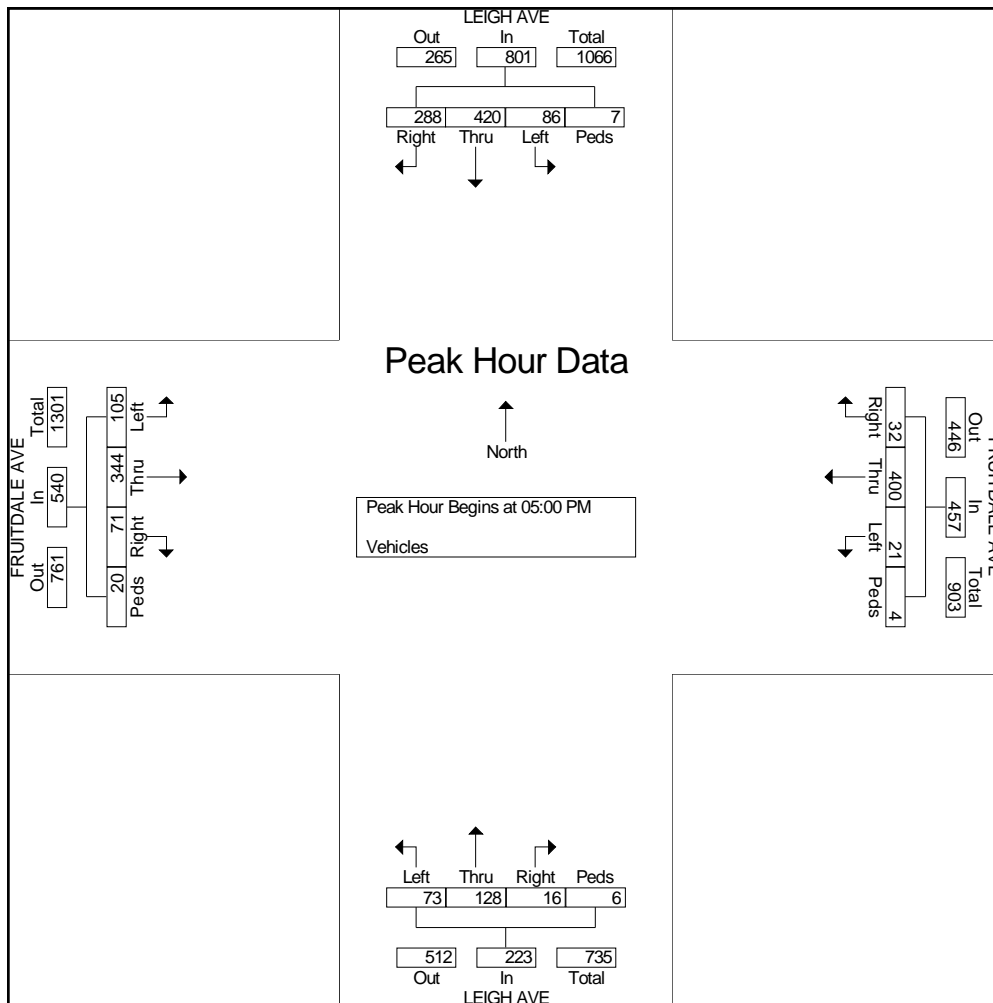 LEIGH AVE
Out In Total
265 801 1066
288 420 86 7
Right Thru Left Peds
Peak Hour Data
North
Peak Hour Begins at 05:00 PM
Vehicles
FRUITDALE AVE
Total In Out
1301 540 761
105 344 71 20
Left Thru Right Peds
Right Thru Left Peds
32 400 21 4
446 457 903
Out In Total
FRUITDALE AVE
Left Thru Right Peds
73 128 16 6
512 223 735
Out In Total
LEIGH AVE